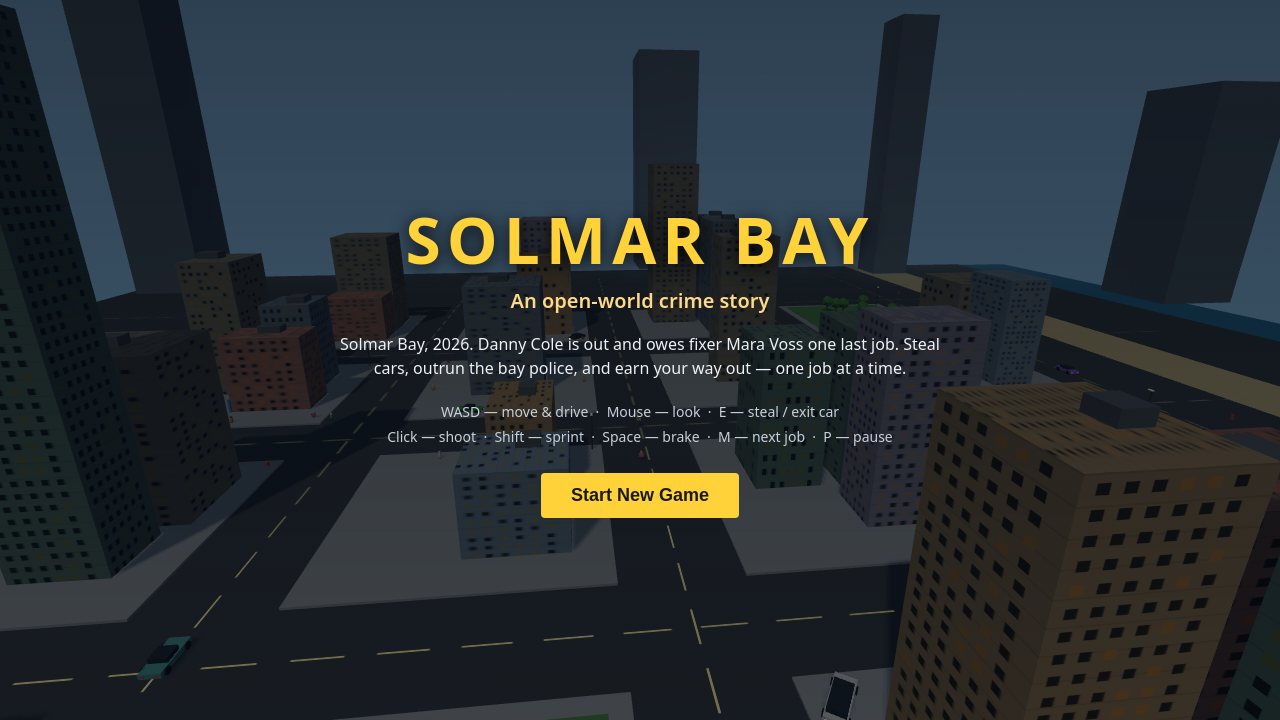 SOLMAR BAY
An open-world crime story
Solmar Bay, 2026. Danny Cole is out and owes fixer Mara Voss one last job. Steal
cars, outrun the bay police, and earn your way out — one job at a time.
WASD — move & drive · Mouse — look · E — steal / exit car
Click — shoot · Shift — sprint · Space — brake · M — next job · P — pause
Start New Game